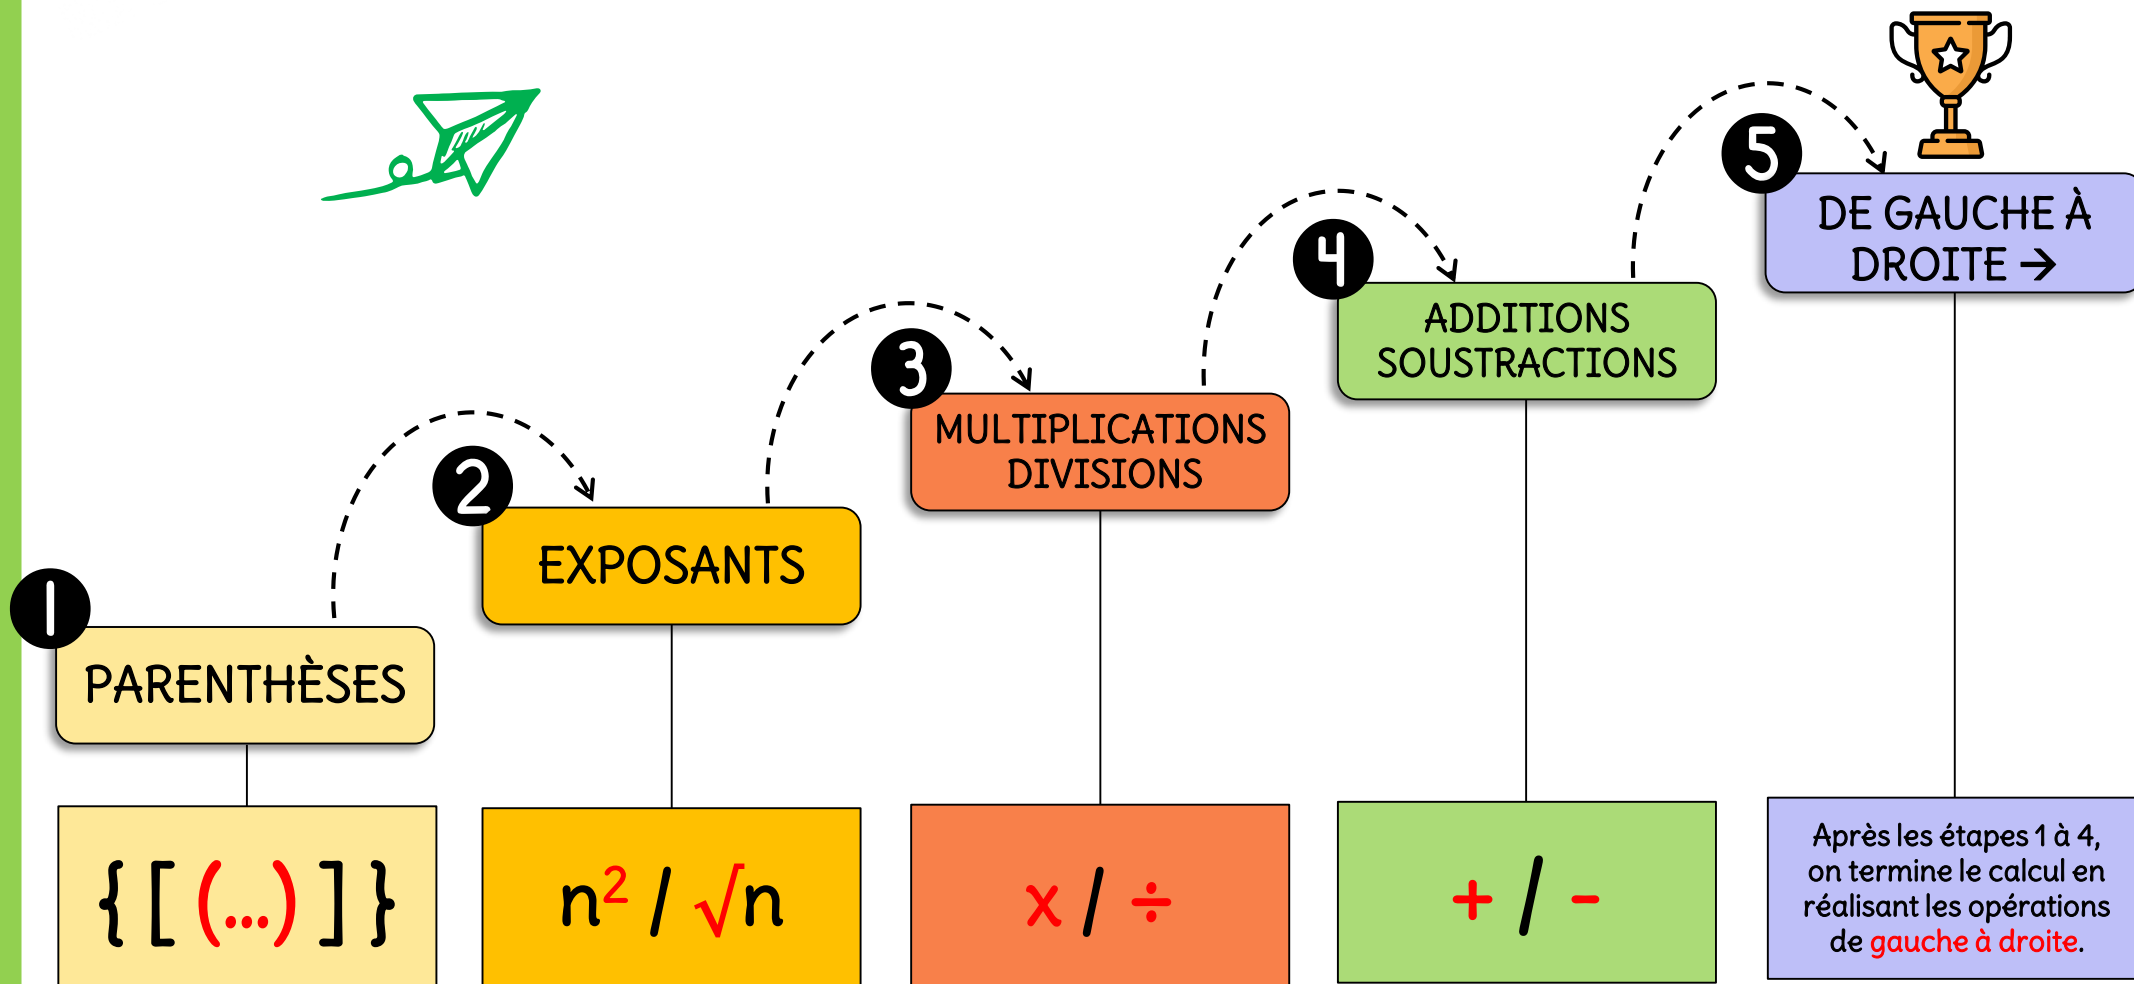 1
PARENTHÈSES
{ [ (...) ] }
2
EXPOSANTS
n² / √n
3
MULTIPLICATIONS
DIVISIONS
x / ÷
4
ADDITIONS
SOUSTRACTIONS
+ / -
5
DE GAUCHE À
DROITE →
Après les étapes 1 à 4,
on termine le calcul en
réalisant les opérations
de gauche à droite.